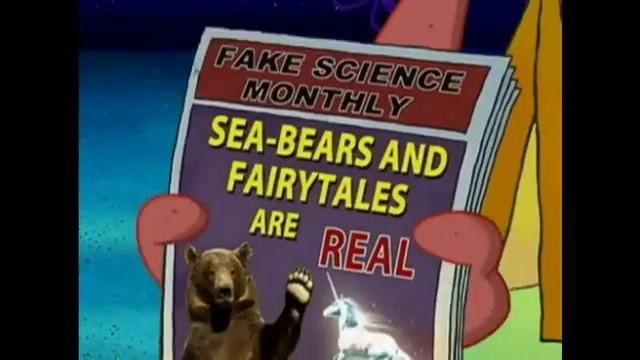 FAKE SCIENCE
MONTHLY
SEA-BEARS AND
FAIRYTALES
ARE REAL